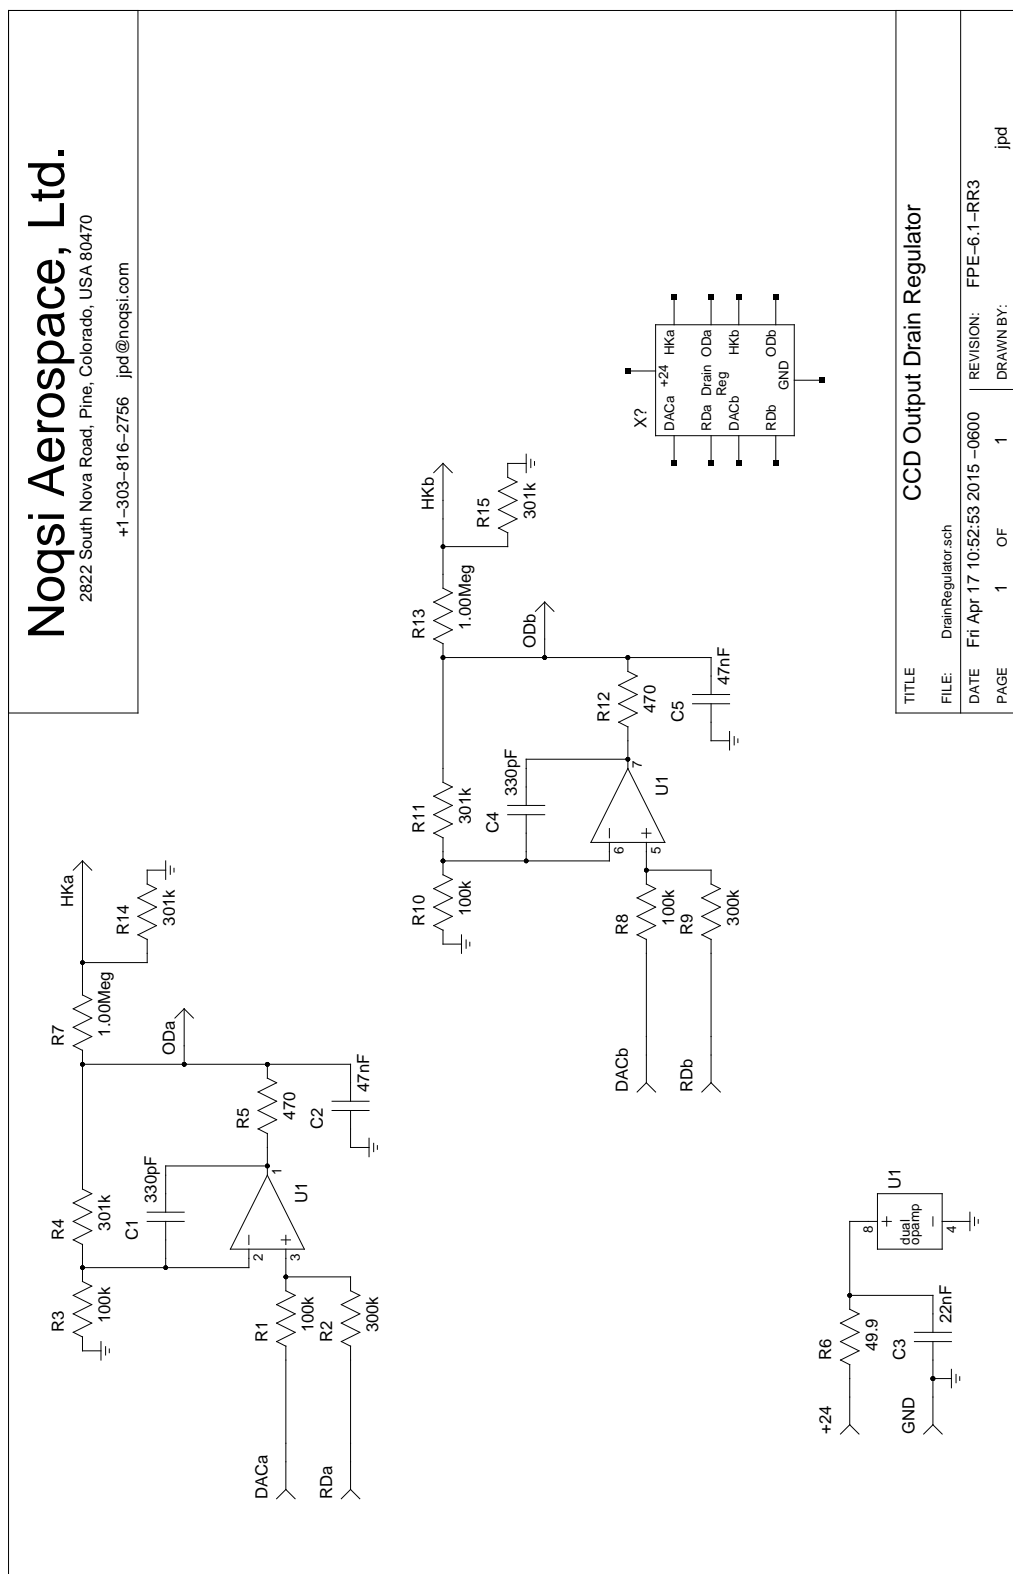 Noqsi Aerospace, Ltd.
2822 South Nova Road, Pine, Colorado, USA 80470
+1−303−816−2756 jpd@noqsi.com
R3
100k
R4
301k
R7
1.00Meg
HKa
R14
301k
C1
330pF
ODa
2
3
1
U1
R5
470
C2
47nF
DACa
R1
100k
RDa
R2
300k
R10
100k
R11
301k
R13
1.00Meg
HKb
R15
301k
C4
330pF
ODb
6
5
7
U1
R12
470
C5
47nF
DACb
R8
100k
RDb
R9
300k
X?
DACa
+24
HKa
RDa
Drain
ODa
Reg
DACb
HKb
RDb
GND
ODb
+24
R6
49.9
GND
C3
22nF
8
+
dual
opamp
−
4
U1
TITLE
CCD Output Drain Regulator
FILE: DrainRegulator.sch
DATE Fri Apr 17 10:52:53 2015 −0600
REVISION: FPE−6.1−RR3
PAGE 1 OF 1
DRAWN BY: jpd